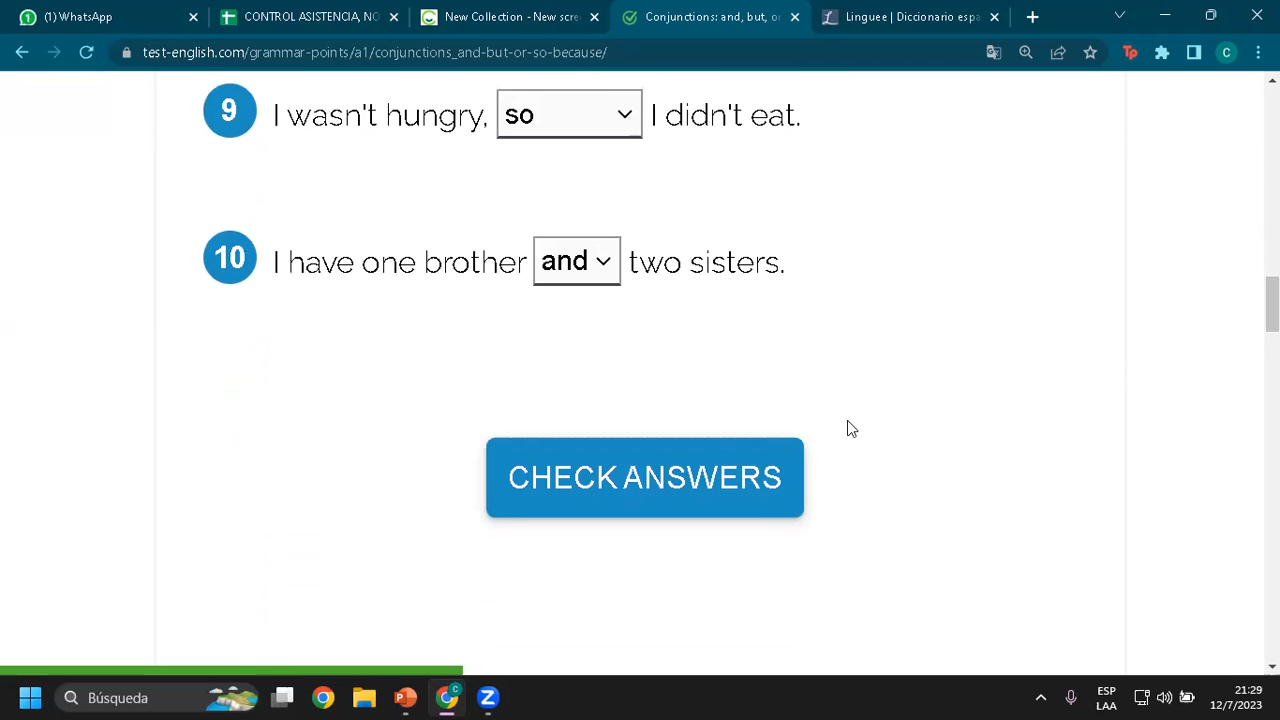 (1) WhatsApp
CONTROL ASISTENCIA, NO
New Collection - New scre
Conjunctions: and, but, o
Linguee | Diccionario espa
test-english.com/grammar-points/a1/conjunctions_and-but-or-so-because/
9 I wasn't hungry, so I didn't eat.
10 I have one brother and two sisters.
CHECK ANSWERS
Búsqueda
ESP
LAA
21:29
12/7/2023